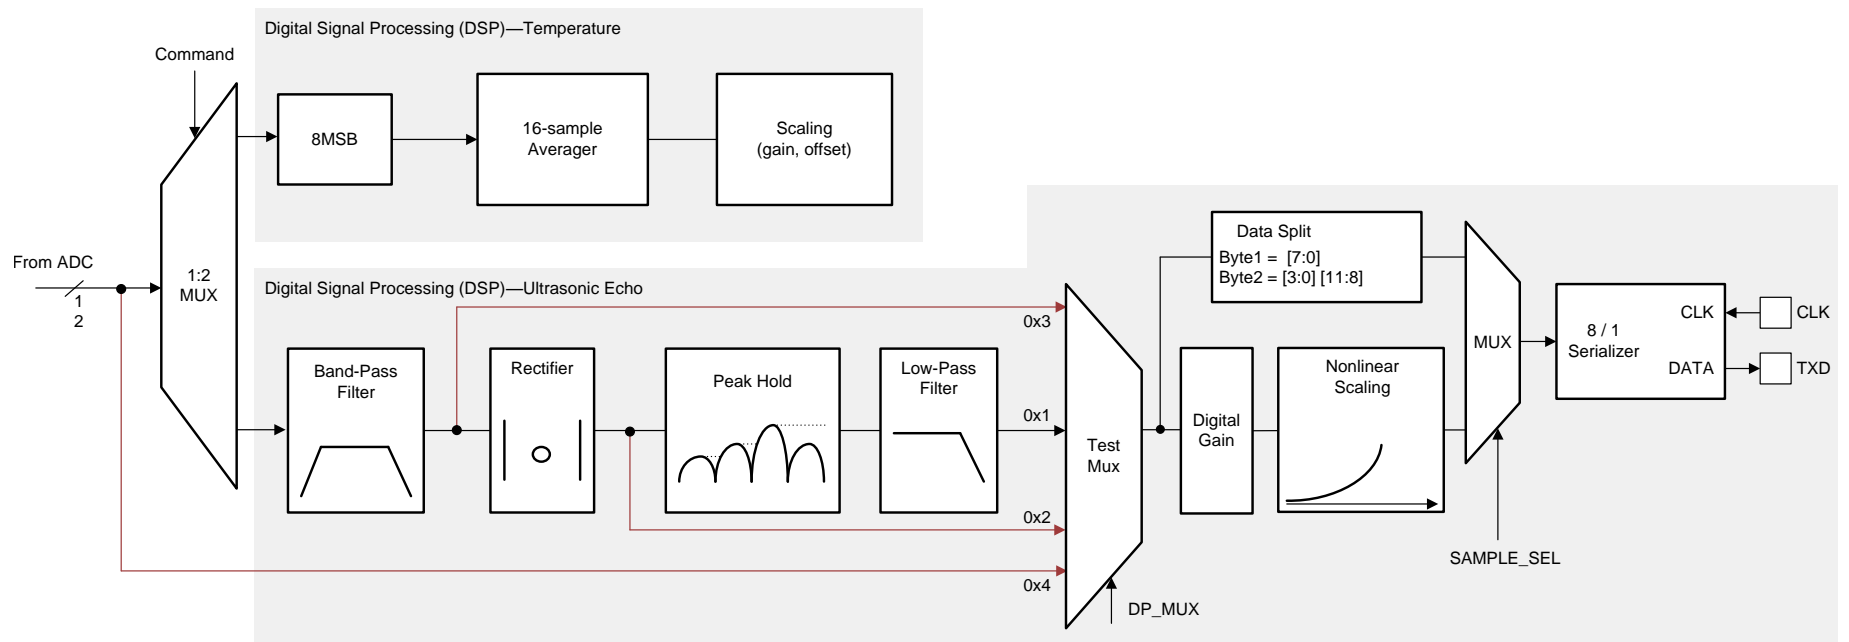 Digital Signal Processing (DSP)—Temperature
Command
8MSB
16-sample
Averager
Scaling
(gain, offset)
From ADC
1
2
1:2
MUX
Digital Signal Processing (DSP)—Ultrasonic Echo
Band-Pass
Filter
Rectifier
Peak Hold
Low-Pass
Filter
0x3
0x1
0x2
0x4
Test
Mux
DP_MUX
Data Split
Byte1 = [7:0]
Byte2 = [3:0] [11:8]
Digital
Gain
Nonlinear
Scaling
MUX
SAMPLE_SEL
8 / 1
Serializer
CLK
DATA
CLK
TXD